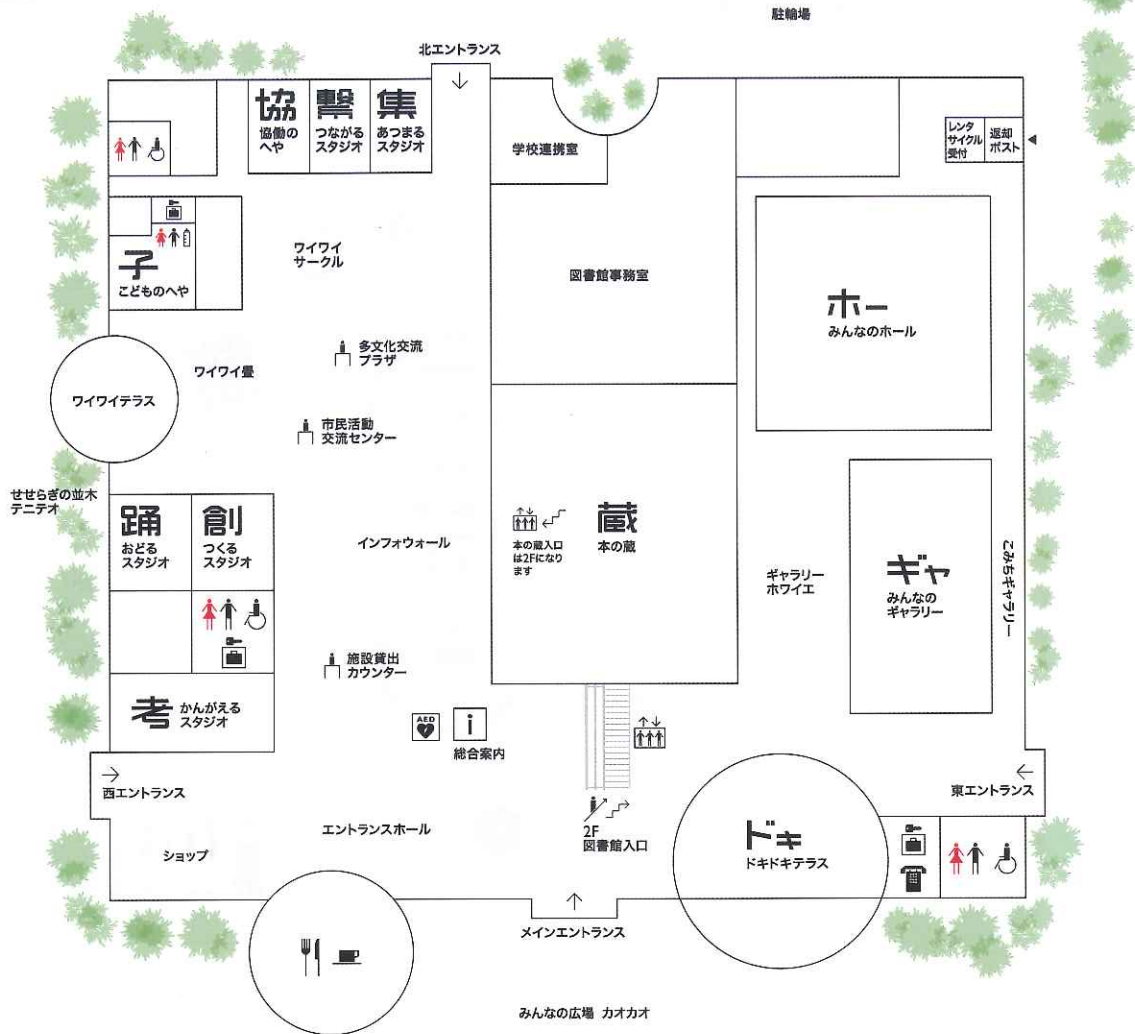 駐輪場
北エントランス
協
協働の
へや
繋
つながる
スタジオ
集
あつまる
スタジオ
学校連携室
レンタ
サイクル
受付
返却
ポスト
子
こどものへや
ワイワイ
サークル
図書館事務室
ホー
みんなのホール
多文化交流
プラザ
ワイワイ畳
ワイワイテラス
市民活動
交流センター
せせらぎの並木
テニテオ
踊
おどる
スタジオ
創
つくる
スタジオ
インフォウォール
本の蔵入口
は2Fになり
ます
蔵
本の蔵
ギャラリー
ホワイエ
ギャ
みんなの
ギャラリー
こみちギャラリー
施設貸出
カウンター
考
かんがえる
スタジオ
AED
i
総合案内
西エントランス
東エントランス
エントランスホール
2F
図書館入口
ドキ
ドキドキテラス
ショップ
メインエントランス
みんなの広場 カオカオ